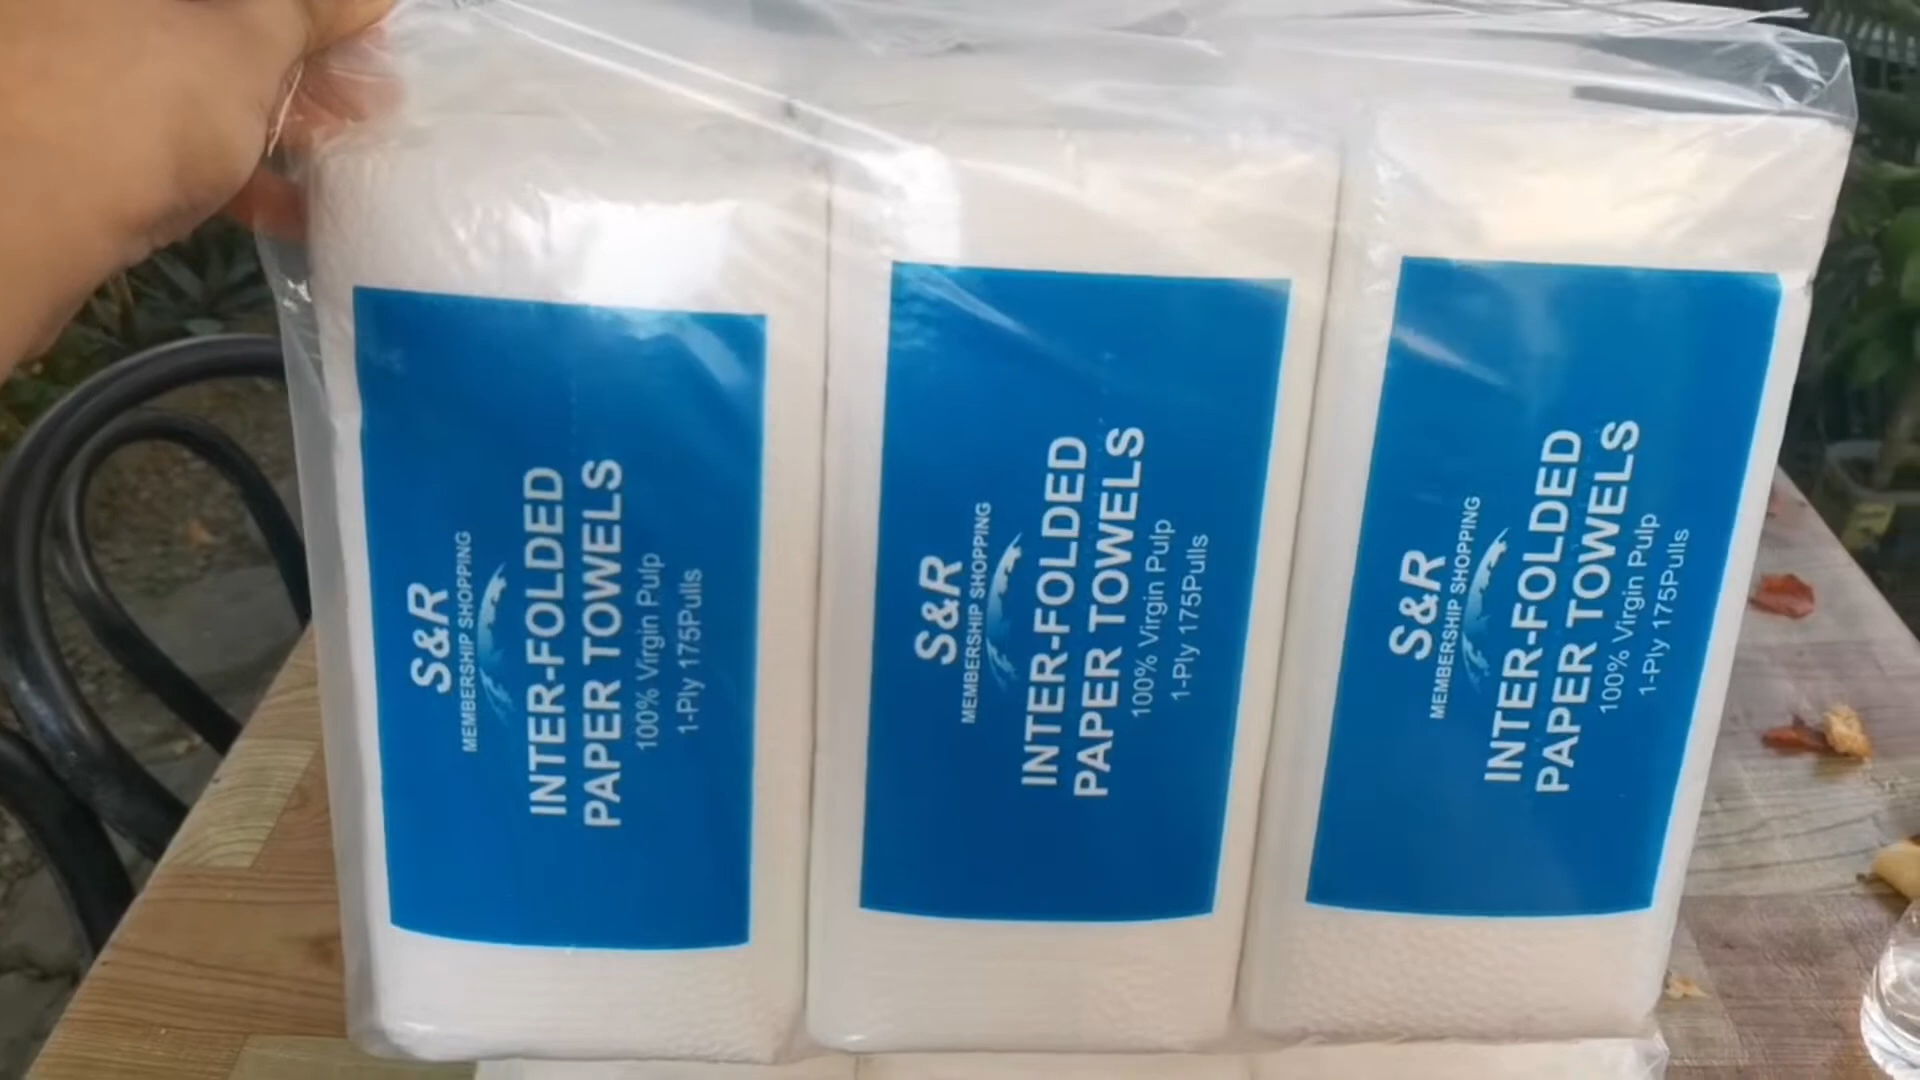 S&R
MEMBERSHIP SHOPPING
INTER-FOLDED
PAPER TOWELS
100% Virgin Pulp
1-Ply 175Pulls
S&R
MEMBERSHIP SHOPPING
INTER-FOLDED
PAPER TOWELS
100% Virgin Pulp
1-Ply 175Pulls
S&R
MEMBERSHIP SHOPPING
INTER-FOLDED
PAPER TOWELS
100% Virgin Pulp
1-Ply 175Pulls